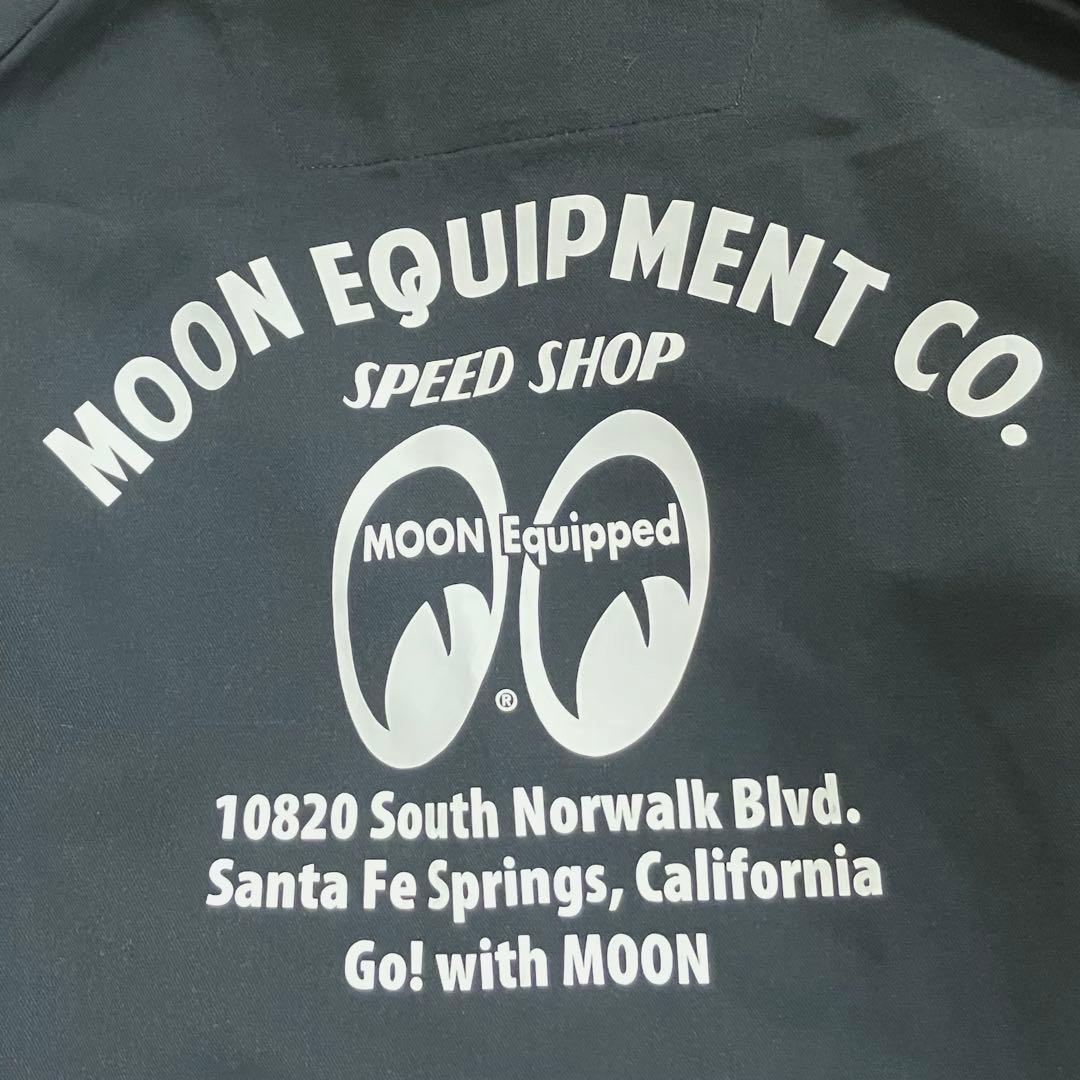 MOON EQUIPMENT CO.
SPEED SHOP
MOON Equipped
®
10820 South Norwalk Blvd.
Santa Fe Springs, California
Go! with MOON